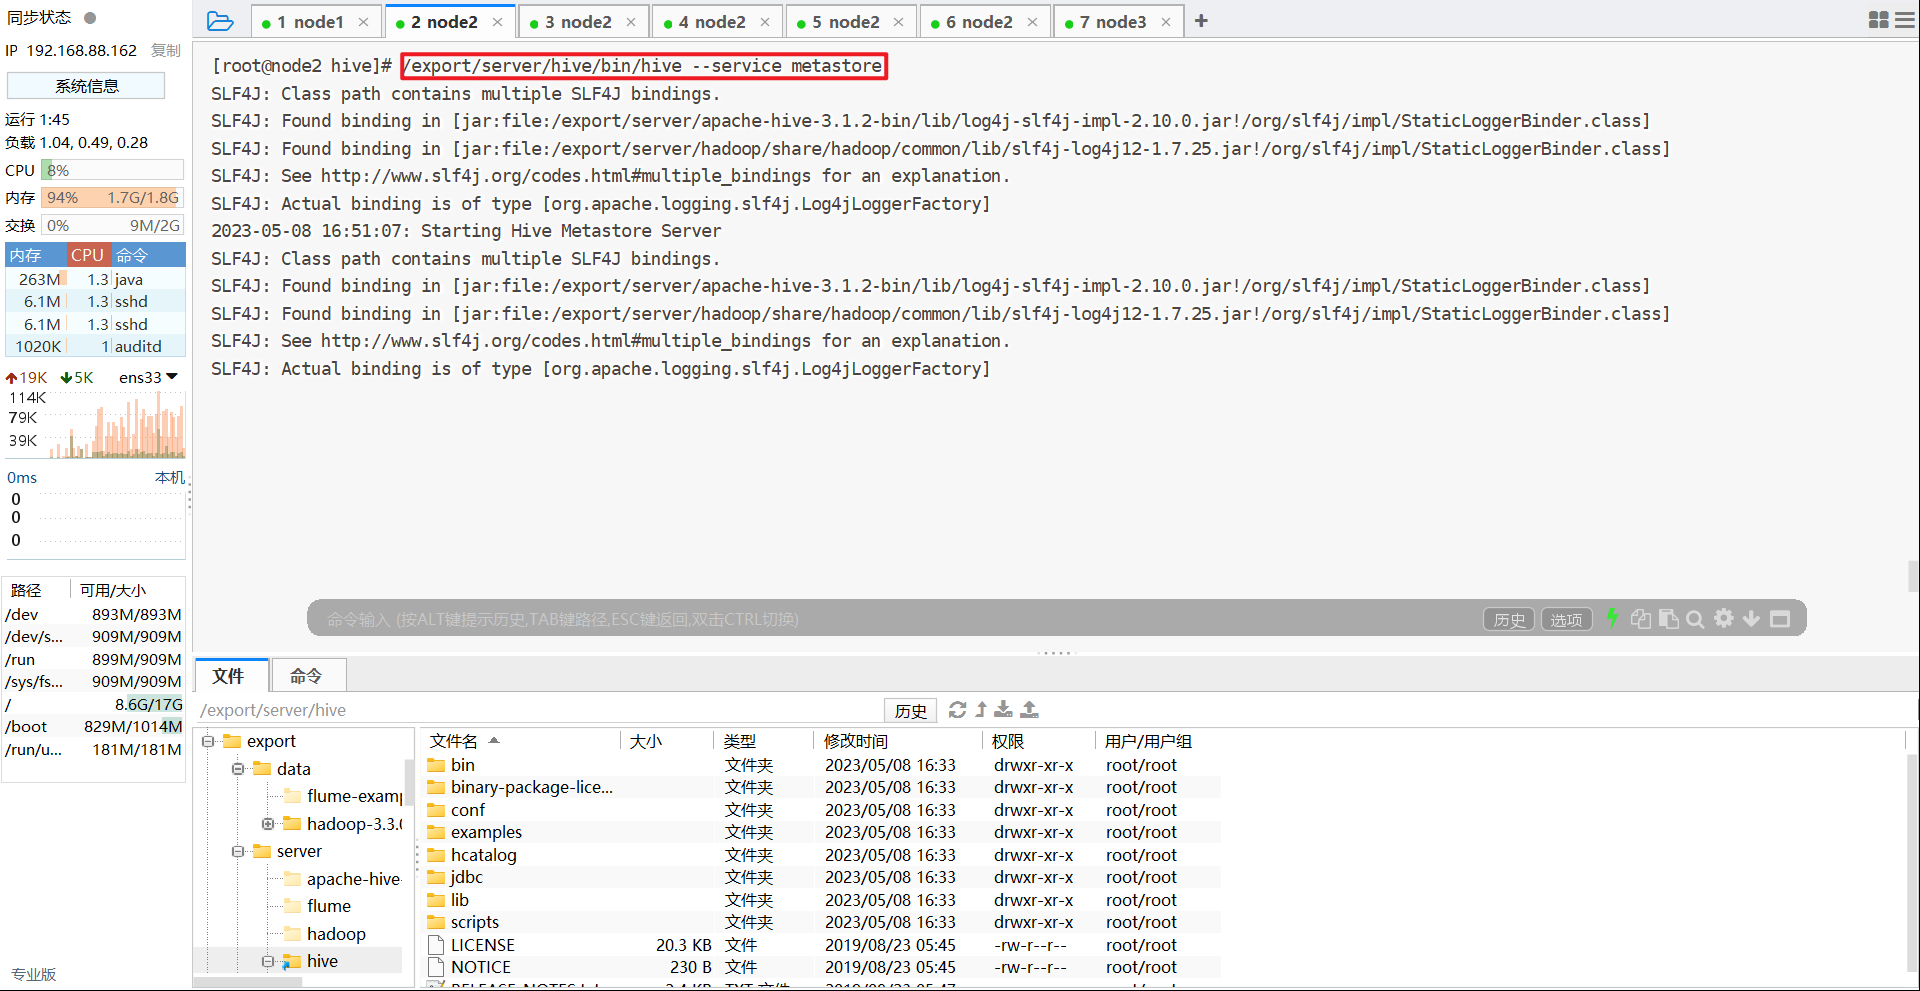 同步状态
IP 192.168.88.162 复制
系统信息
运行 1:45
负载 1.04, 0.49, 0.28
CPU 8%
内存 94% 1.7G/1.8G
交换 0% 9M/2G
内存 CPU 命令
263M 1.3 java
6.1M 1.3 sshd
6.1M 1.3 sshd
1020K 1 auditd
19K 5K ens33
114K
79K
39K
0ms 本机
0
0
0
路径 可用/大小
/dev 893M/893M
/dev/s... 909M/909M
/run 899M/909M
/sys/fs... 909M/909M
/ 8.6G/17G
/boot 829M/1014M
/run/u... 181M/181M
专业版
1 node1
2 node2
3 node2
4 node2
5 node2
6 node2
7 node3
[root@node2 hive]# /export/server/hive/bin/hive --service metastore
SLF4J: Class path contains multiple SLF4J bindings.
SLF4J: Found binding in [jar:file:/export/server/apache-hive-3.1.2-bin/lib/log4j-slf4j-impl-2.10.0.jar!/org/slf4j/impl/StaticLoggerBinder.class]
SLF4J: Found binding in [jar:file:/export/server/hadoop/share/hadoop/common/lib/slf4j-log4j12-1.7.25.jar!/org/slf4j/impl/StaticLoggerBinder.class]
SLF4J: See http://www.slf4j.org/codes.html#multiple_bindings for an explanation.
SLF4J: Actual binding is of type [org.apache.logging.slf4j.Log4jLoggerFactory]
2023-05-08 16:51:07: Starting Hive Metastore Server
SLF4J: Class path contains multiple SLF4J bindings.
SLF4J: Found binding in [jar:file:/export/server/apache-hive-3.1.2-bin/lib/log4j-slf4j-impl-2.10.0.jar!/org/slf4j/impl/StaticLoggerBinder.class]
SLF4J: Found binding in [jar:file:/export/server/hadoop/share/hadoop/common/lib/slf4j-log4j12-1.7.25.jar!/org/slf4j/impl/StaticLoggerBinder.class]
SLF4J: See http://www.slf4j.org/codes.html#multiple_bindings for an explanation.
SLF4J: Actual binding is of type [org.apache.logging.slf4j.Log4jLoggerFactory]
命令输入 (按ALT键提示历史,TAB键路径,ESC键返回,双击CTRL切换) 历史 选项
文件 命令
/export/server/hive 历史
export
data
flume-examp
hadoop-3.3.0
server
apache-hive-
flume
hadoop
hive
文件名 大小 类型 修改时间 权限 用户/用户组
bin 文件夹 2023/05/08 16:33 drwxr-xr-x root/root
binary-package-lice... 文件夹 2023/05/08 16:33 drwxr-xr-x root/root
conf 文件夹 2023/05/08 16:33 drwxr-xr-x root/root
examples 文件夹 2023/05/08 16:33 drwxr-xr-x root/root
hcatalog 文件夹 2023/05/08 16:33 drwxr-xr-x root/root
jdbc 文件夹 2023/05/08 16:33 drwxr-xr-x root/root
lib 文件夹 2023/05/08 16:33 drwxr-xr-x root/root
scripts 文件夹 2023/05/08 16:33 drwxr-xr-x root/root
LICENSE 20.3 KB 文件 2019/08/23 05:45 -rw-r--r-- root/root
NOTICE 230 B 文件 2019/08/23 05:45 -rw-r--r-- root/root